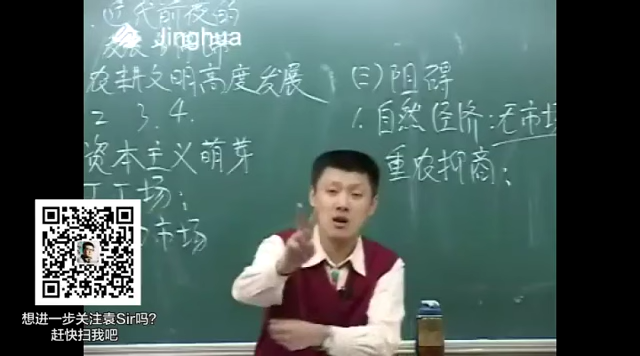 近代前夜的
发展与
Jinghua
农耕文明高度发展
2 3. 4.
资本主义萌芽
工场:
市场
(三)阻碍
1. 自然经济:无市场
重农抑商:
想进一步关注袁Sir吗?
赶快扫我吧